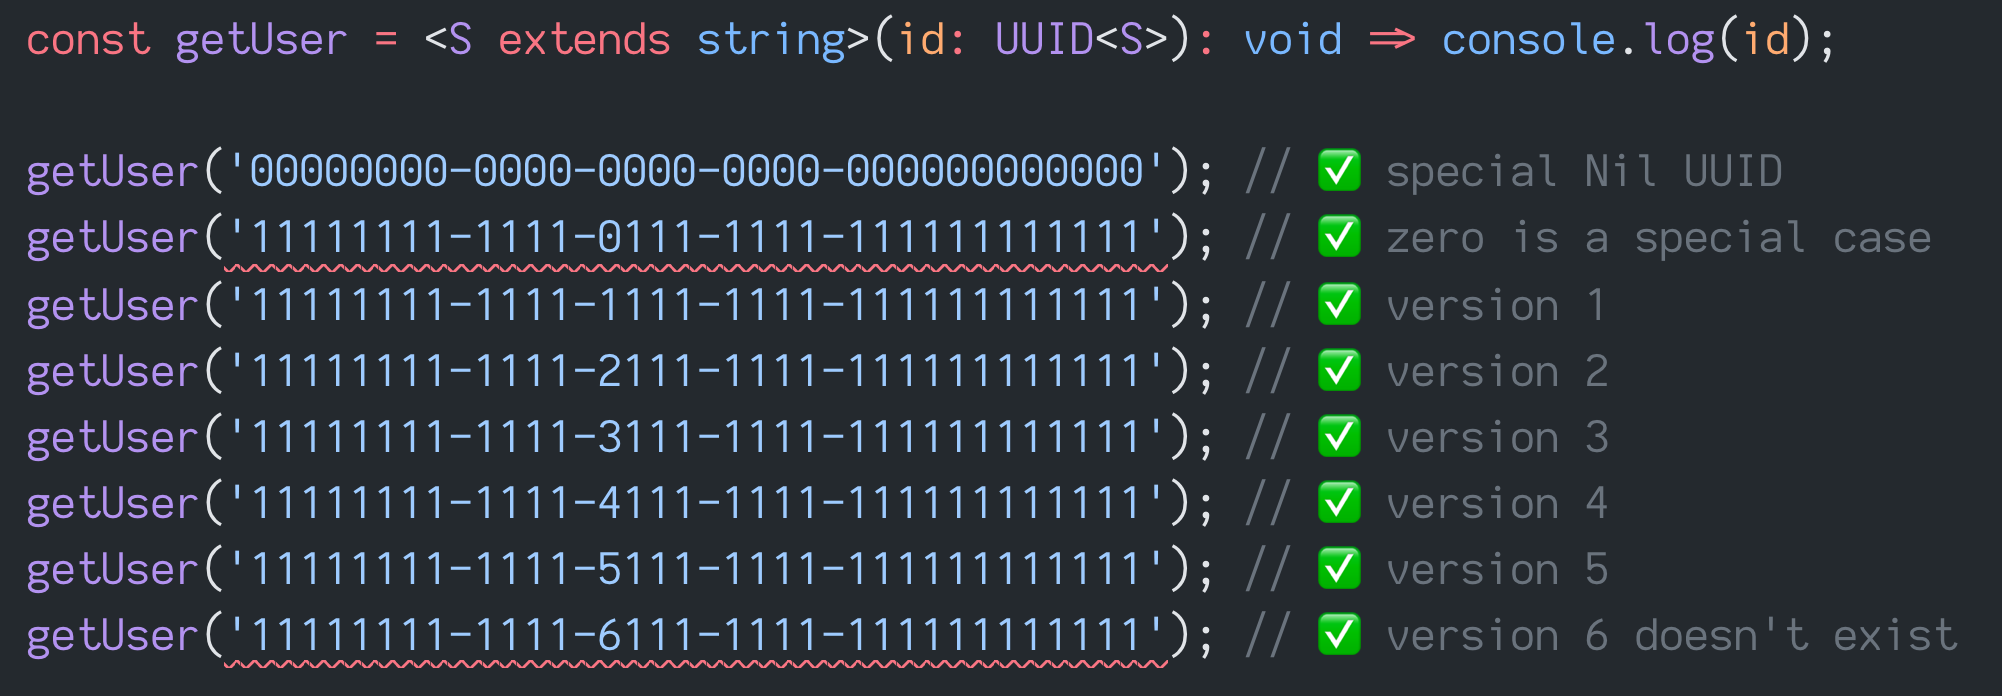 const getUser = <S extends string>(id: UUID<S>): void => console.log(id);
getUser('00000000-0000-0000-0000-000000000000'); // ✅ special Nil UUID
getUser('11111111-1111-0111-1111-111111111111'); // ✅ zero is a special case
getUser('11111111-1111-1111-1111-111111111111'); // ✅ version 1
getUser('11111111-1111-2111-1111-111111111111'); // ✅ version 2
getUser('11111111-1111-3111-1111-111111111111'); // ✅ version 3
getUser('11111111-1111-4111-1111-111111111111'); // ✅ version 4
getUser('11111111-1111-5111-1111-111111111111'); // ✅ version 5
getUser('11111111-1111-6111-1111-111111111111'); // ✅ version 6 doesn't exist